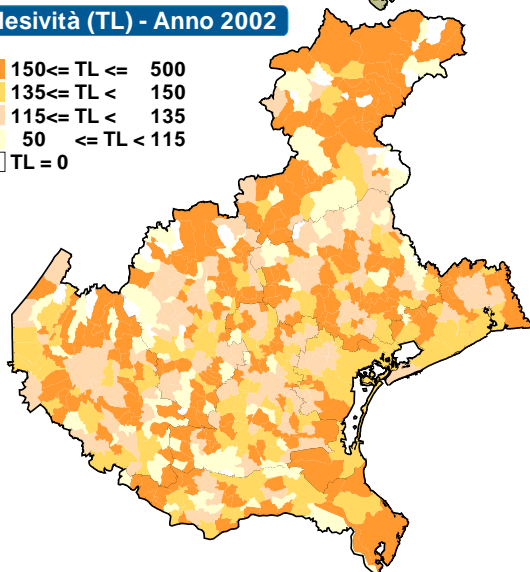 lesività (TL) - Anno 2002
150<= TL <= 500
135<= TL < 150
115<= TL < 135
50 <= TL < 115
TL = 0